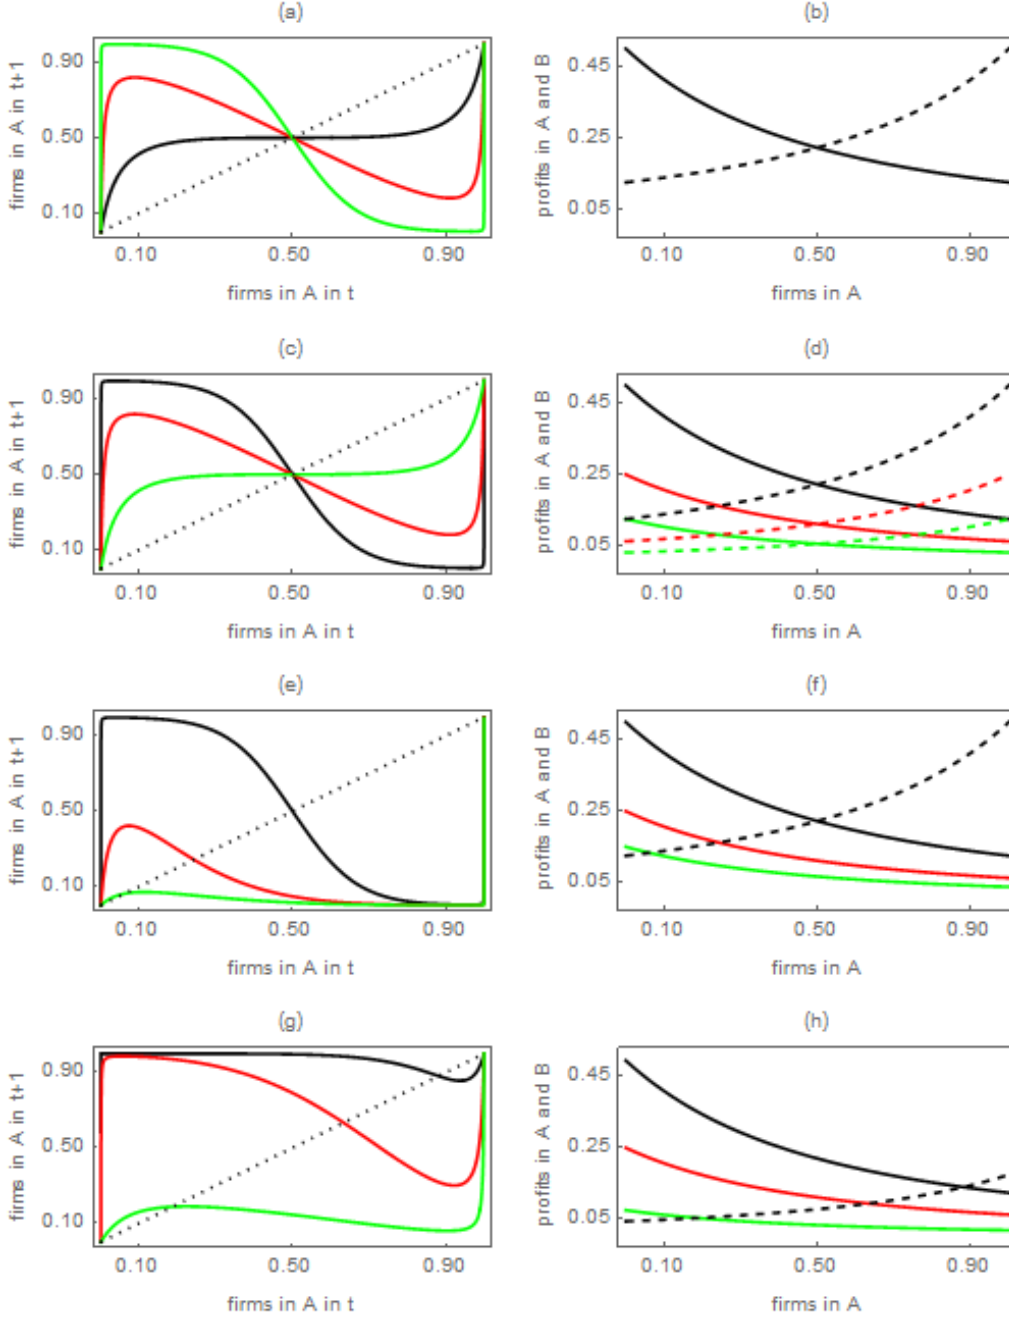 (a)
firms in A in t+1
0.90
0.50
0.10
0.10 0.50 0.90
firms in A in t
(b)
profits in A and B
0.45
0.25
0.05
0.10 0.50 0.90
firms in A
(c)
firms in A in t+1
0.90
0.50
0.10
0.10 0.50 0.90
firms in A in t
(d)
profits in A and B
0.45
0.25
0.05
0.10 0.50 0.90
firms in A
(e)
firms in A in t+1
0.90
0.50
0.10
0.10 0.50 0.90
firms in A in t
(f)
profits in A and B
0.45
0.25
0.05
0.10 0.50 0.90
firms in A
(g)
firms in A in t+1
0.90
0.50
0.10
0.10 0.50 0.90
firms in A in t
(h)
profits in A and B
0.45
0.25
0.05
0.10 0.50 0.90
firms in A